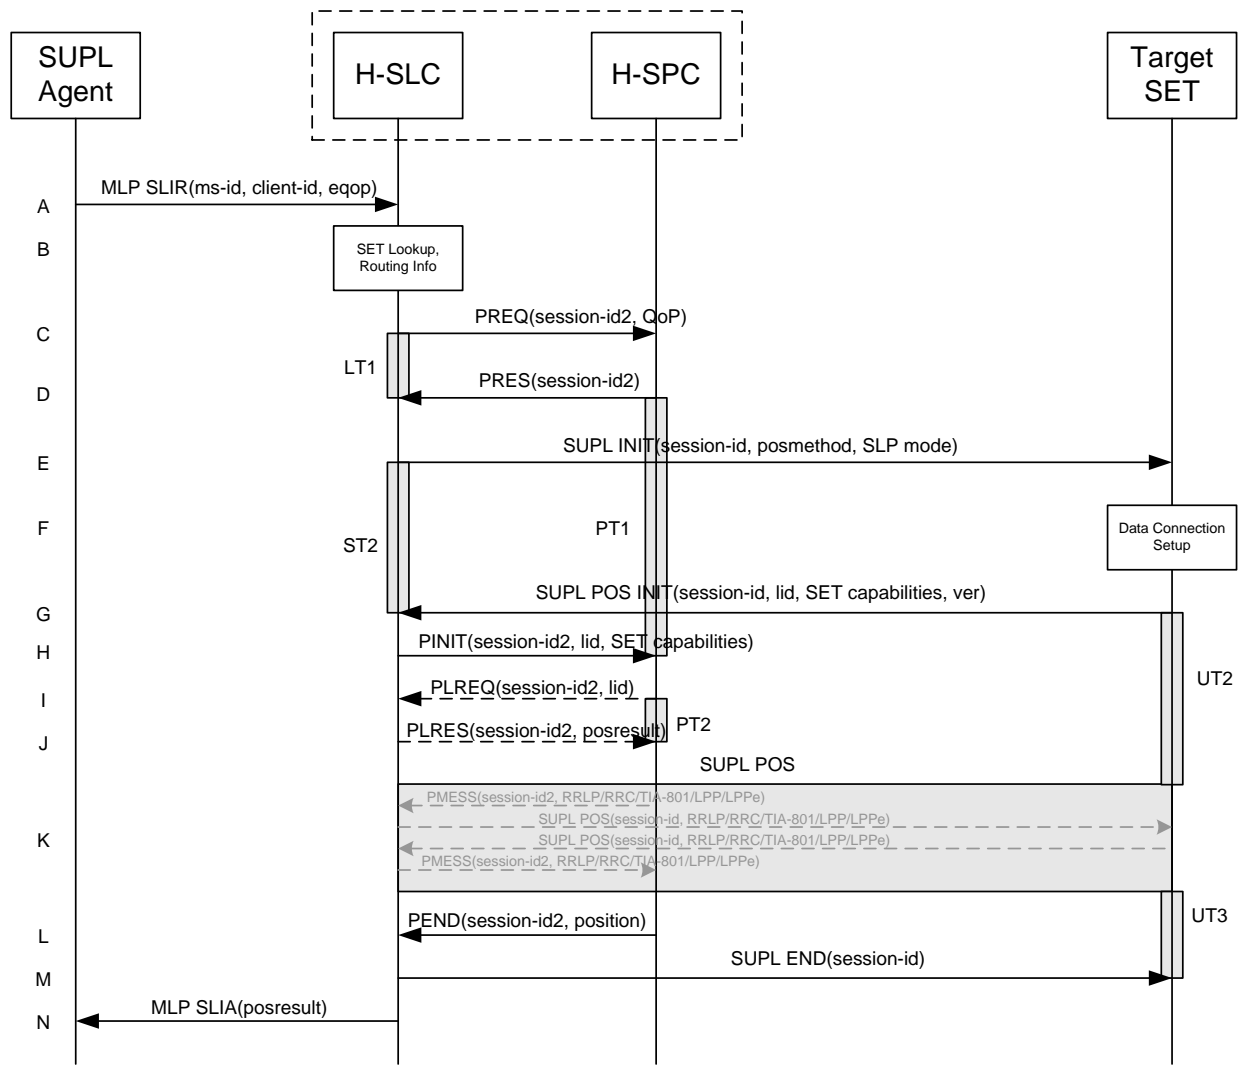 SUPL
Agent
H-SLC
H-SPC
Target
SET
A
MLP SLIR(ms-id, client-id, eqop)
B
SET Lookup,
Routing Info
C
PREQ(session-id2, QoP)
LT1
D
PRES(session-id2)
E
SUPL INIT(session-id, posmethod, SLP mode)
F
ST2
PT1
Data Connection
Setup
G
SUPL POS INIT(session-id, lid, SET capabilities, ver)
H
PINIT(session-id2, lid, SET capabilities)
I
PLREQ(session-id2, lid)
UT2
J
PLRES(session-id2, posresult)
PT2
SUPL POS
K
PMESS(session-id2, RRLP/RRC/TIA-801/LPP/LPPe)
SUPL POS(session-id, RRLP/RRC/TIA-801/LPP/LPPe)
SUPL POS(session-id, RRLP/RRC/TIA-801/LPP/LPPe)
PMESS(session-id2, RRLP/RRC/TIA-801/LPP/LPPe)
UT3
L
PEND(session-id2, position)
M
SUPL END(session-id)
N
MLP SLIA(posresult)